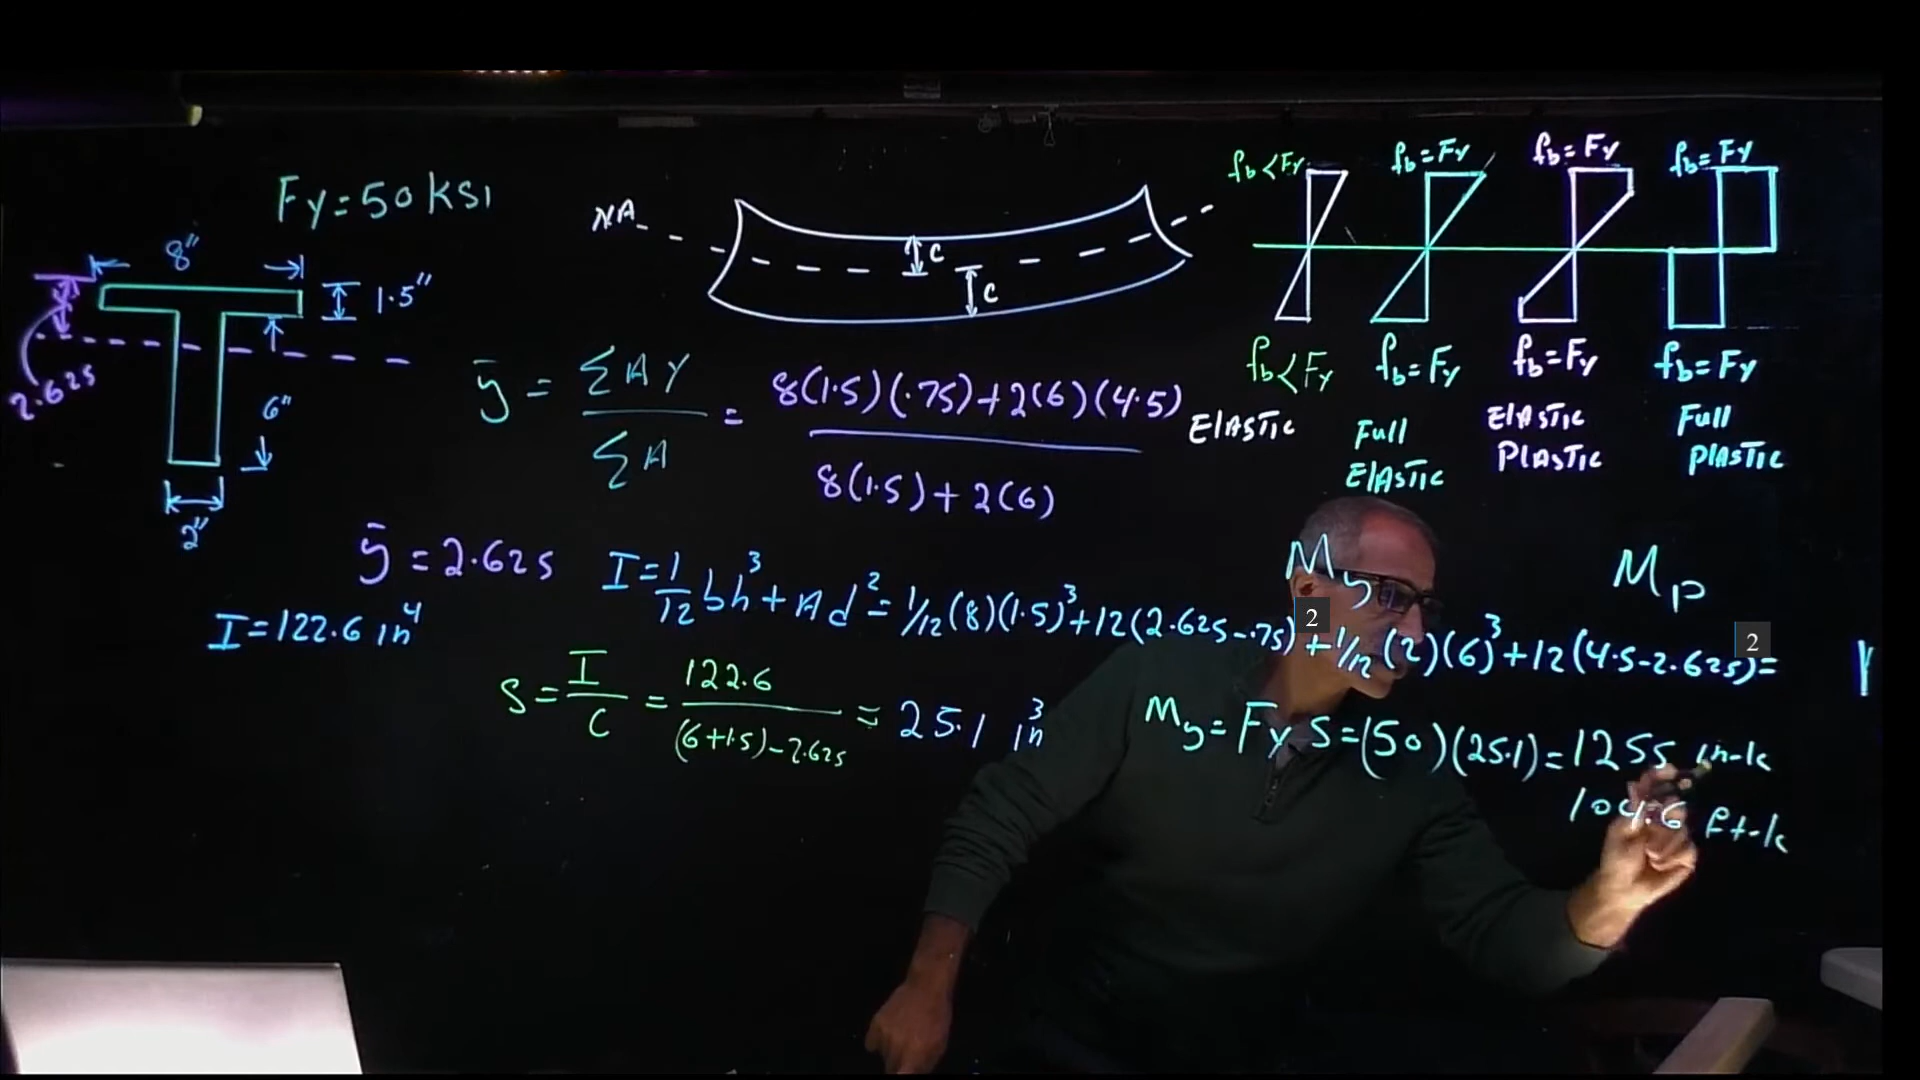 Fy=50 KSI
8"
1.5"
2.625
6"
2"
NA
C
C
fb<Fy
fb=Fy
fb=Fy
fb=Fy
fb<Fy
fb=Fy
fb=Fy
fb=Fy
ELASTIC
Full ELASTIC
ELASTIC PLASTIC
Full PLASTIC
ȳ = ΣAY / ΣA = 8(1.5)(.75)+2(6)(4.5) / 8(1.5)+2(6)
ȳ=2.625
My
Mp
I=1/12 bh³+Ad²=1/12(8)(1.5)³+12(2.625-.75)²+1/12(2)(6)³+12(4.5-2.625)²=
I=122.6 in⁴
S=I/C=122.6/(6+1.5)-2.625=25.1 in³
My=Fy S=(50)(25.1)=1255 in-k
104.6 ft-k